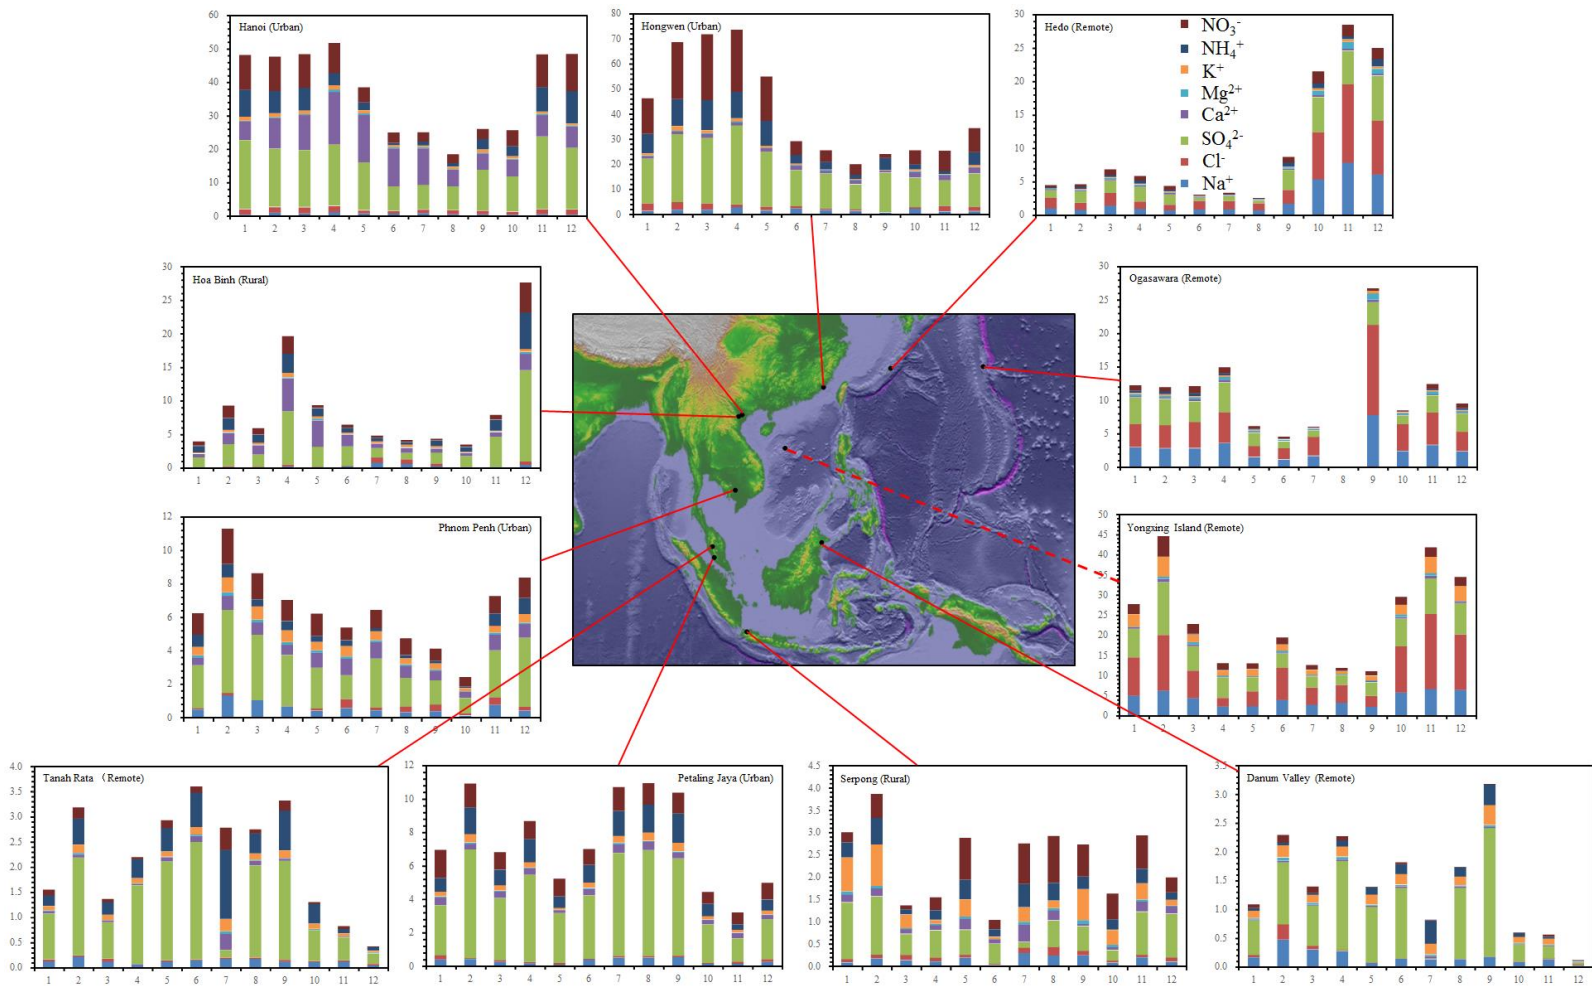 Hanoi (Urban)
60
50
40
30
20
10
0
1 2 3 4 5 6 7 8 9 10 11 12
Hongwen (Urban)
80
70
60
50
40
30
20
10
0
1 2 3 4 5 6 7 8 9 10 11 12
Hedo (Remote)
30
25
20
15
10
5
0
1 2 3 4 5 6 7 8 9 10 11 12
NO₃⁻
NH₄⁺
K⁺
Mg²⁺
Ca²⁺
SO₄²⁻
Cl⁻
Na⁺
Hoa Binh (Rural)
30
25
20
15
10
5
0
1 2 3 4 5 6 7 8 9 10 11 12
Ogasawara (Remote)
30
25
20
15
10
5
0
1 2 3 4 5 6 7 8 9 10 11 12
Phnom Penh (Urban)
12
10
8
6
4
2
0
1 2 3 4 5 6 7 8 9 10 11 12
Yongxing Island (Remote)
50
45
40
35
30
25
20
15
10
5
0
1 2 3 4 5 6 7 8 9 10 11 12
Tanah Rata （Remote)
4.0
3.5
3.0
2.5
2.0
1.5
1.0
0.5
0.0
1 2 3 4 5 6 7 8 9 10 11 12
Petaling Jaya (Urban)
12
10
8
6
4
2
0
1 2 3 4 5 6 7 8 9 10 11 12
Serpong (Rural)
4.5
4.0
3.5
3.0
2.5
2.0
1.5
1.0
0.5
0.0
1 2 3 4 5 6 7 8 9 10 11 12
Danum Valley (Remote)
3.5
3.0
2.5
2.0
1.5
1.0
0.5
0.0
1 2 3 4 5 6 7 8 9 10 11 12